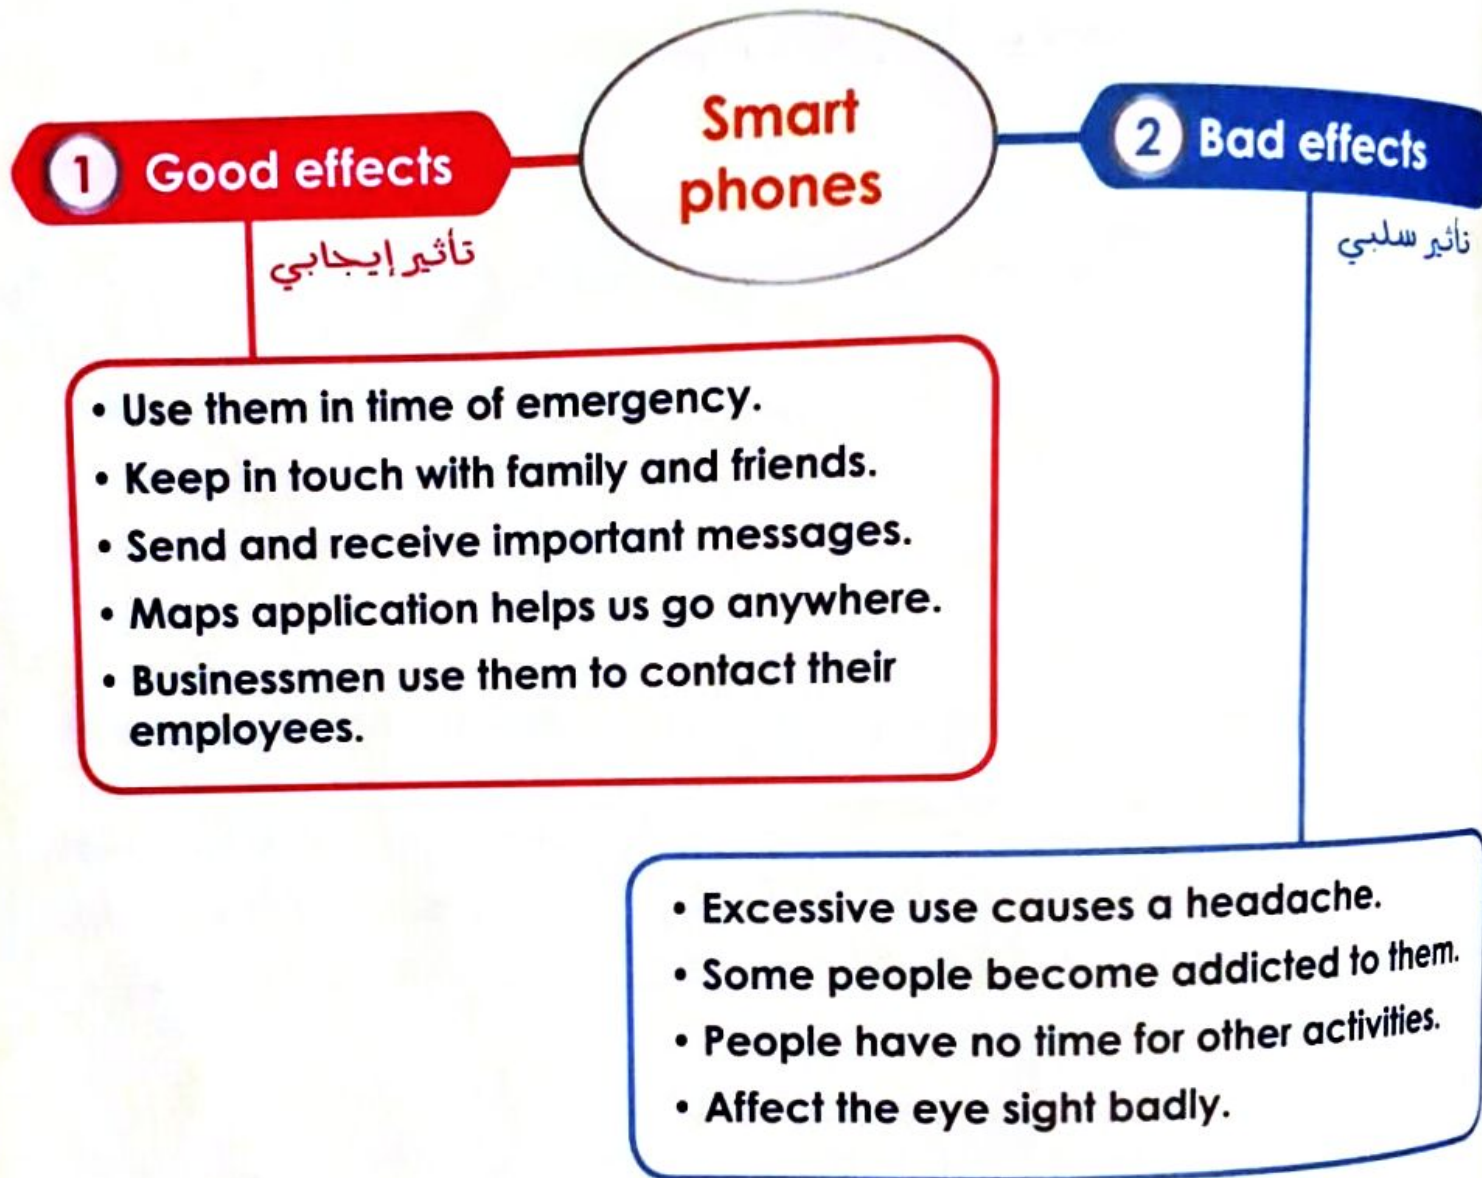 Smart
phones
1 Good effects
تأثير إيجابي
• Use them in time of emergency.
• Keep in touch with family and friends.
• Send and receive important messages.
• Maps application helps us go anywhere.
• Businessmen use them to contact their
employees.
2 Bad effects
تأثير سلبي
• Excessive use causes a headache.
• Some people become addicted to them.
• People have no time for other activities.
• Affect the eye sight badly.